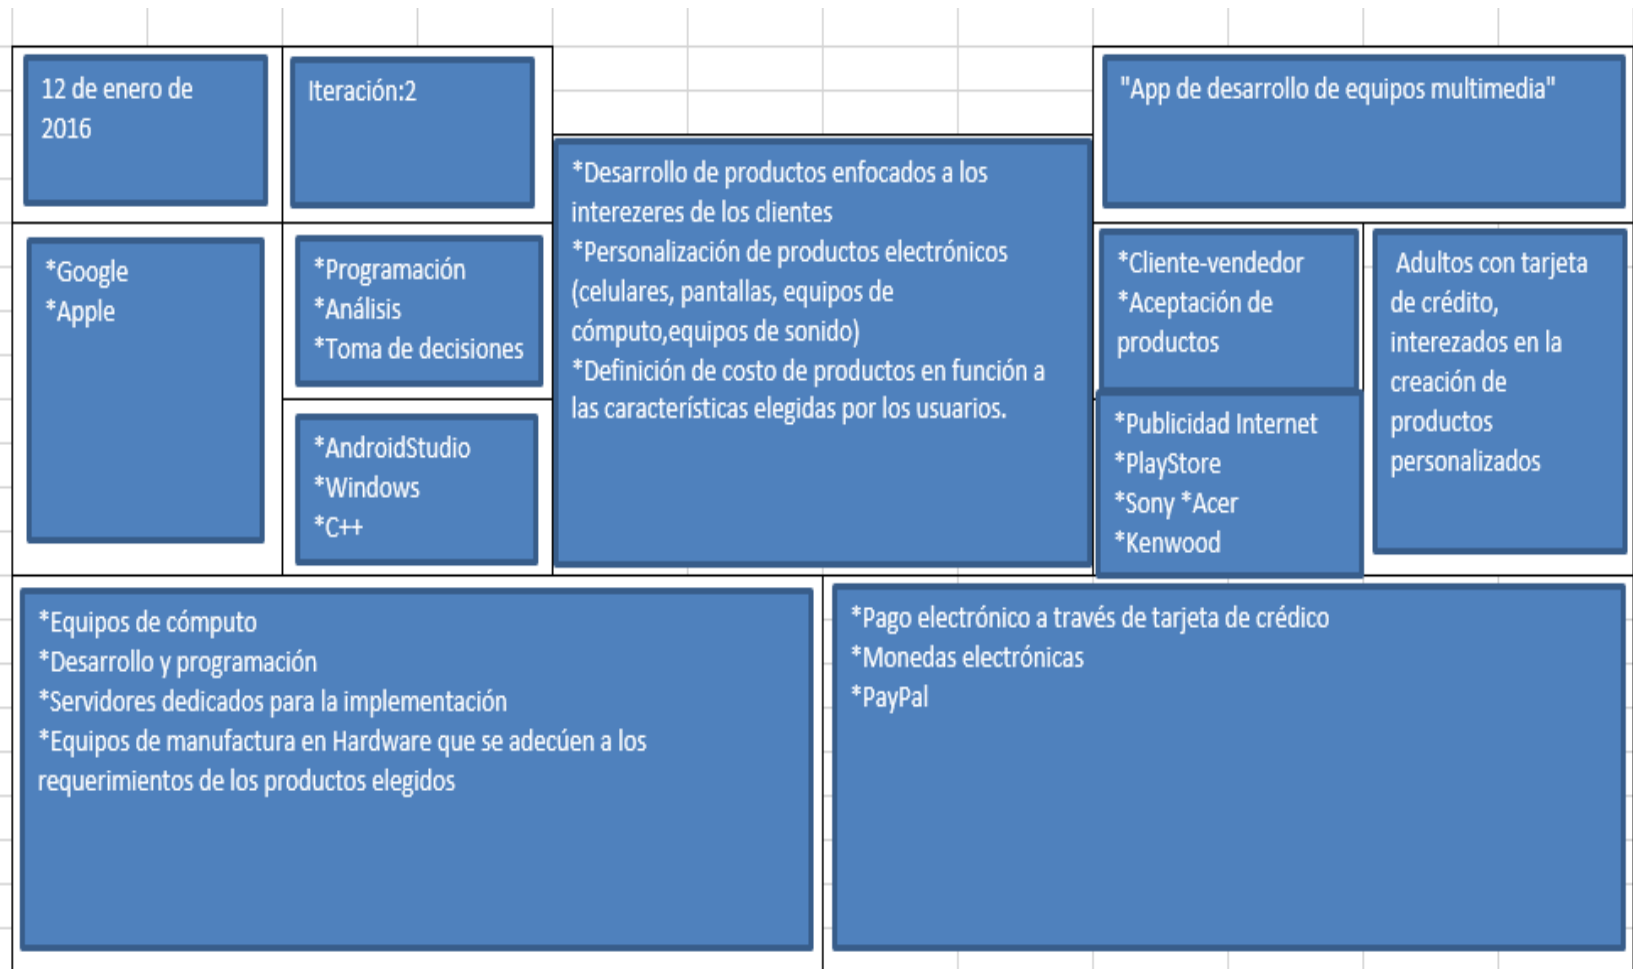 12 de enero de
2016
Iteración:2
"App de desarrollo de equipos multimedia"
*Google
*Apple
*Programación
*Análisis
*Toma de decisiones
*AndroidStudio
*Windows
*C++
*Desarrollo de productos enfocados a los
interezeres de los clientes
*Personalización de productos electrónicos
(celulares, pantallas, equipos de
cómputo,equipos de sonido)
*Definición de costo de productos en función a
las características elegidas por los usuarios.
*Cliente-vendedor
*Aceptación de
productos
*Publicidad Internet
*PlayStore
*Sony *Acer
*Kenwood
Adultos con tarjeta
de crédito,
interezados en la
creación de
productos
personalizados
*Equipos de cómputo
*Desarrollo y programación
*Servidores dedicados para la implementación
*Equipos de manufactura en Hardware que se adecúen a los
requerimientos de los productos elegidos
*Pago electrónico a través de tarjeta de crédico
*Monedas electrónicas
*PayPal